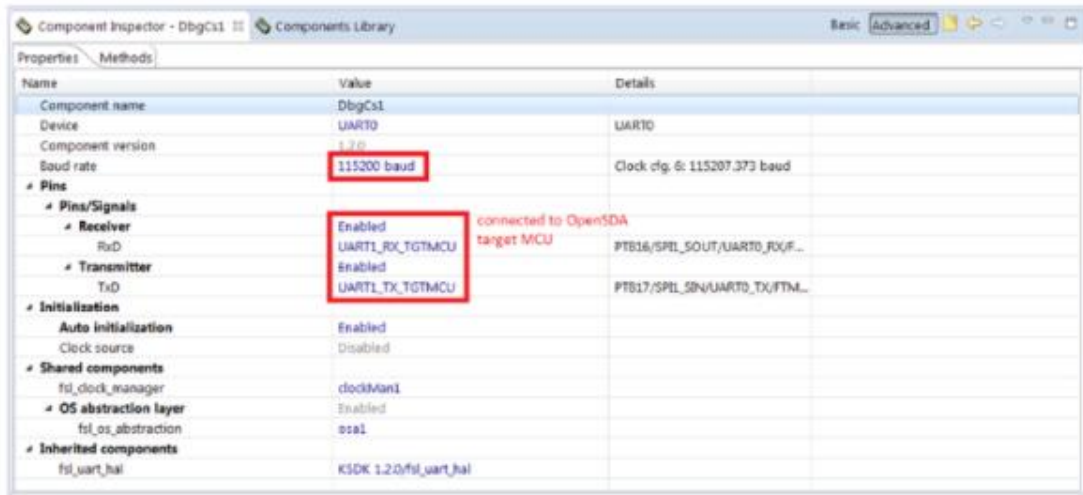 Component Inspector - DbgCs1 Components Library Basic Advanced
Properties Methods
Name Value Details
Component name DbgCs1
Device UART0 UART0
Component version 1.2.0
Baud rate 115200 baud Clock cfg. 6: 115207.373 baud
Pins
Pins/Signals
Receiver Enabled connected to OpenSDA
RxD UART1_RX_TGTMCU target MCU PTB16/SPI1_SOUT/UART0_RX/F...
Transmitter Enabled
TxD UART1_TX_TGTMCU PTB17/SPI1_SIN/UART0_TX/FTM...
Initialization
Auto initialization Enabled
Clock source Disabled
Shared components
fsl_clock_manager clockMan1
OS abstraction layer Enabled
fsl_os_abstraction osa1
Inherited components
fsl_uart_hal KSDK 1.2.0/fsl_uart_hal